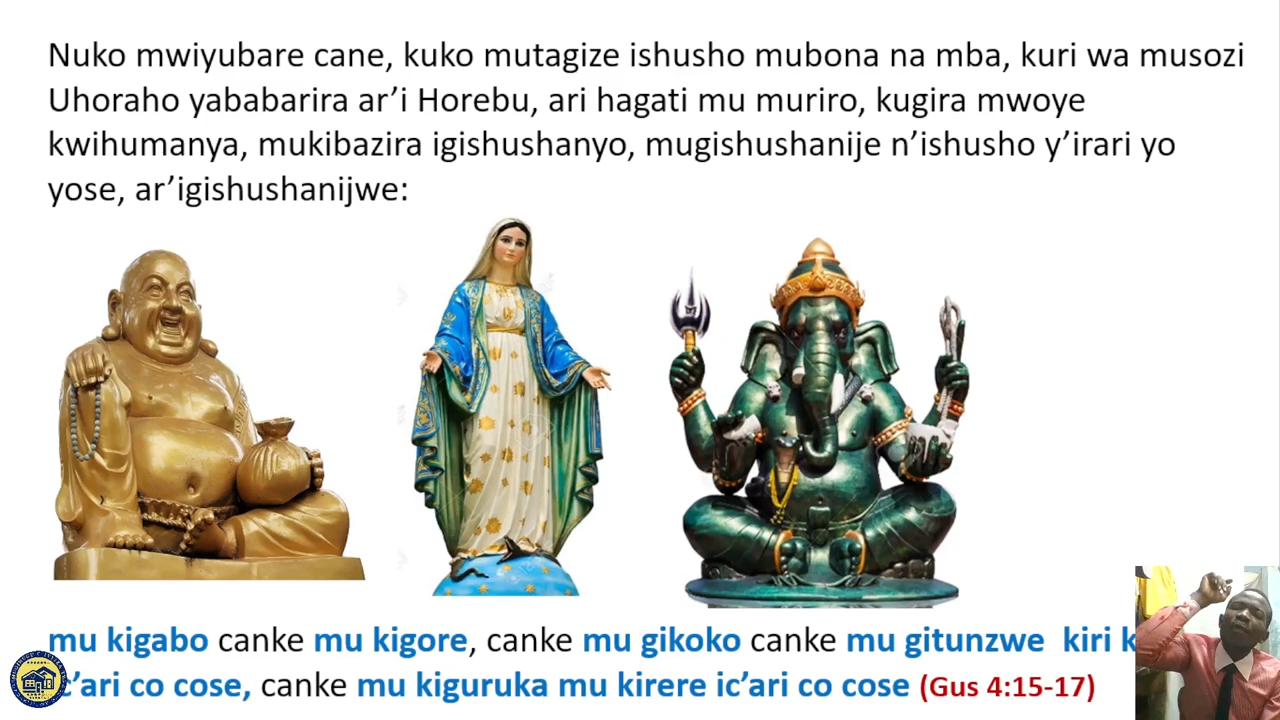 Nuko mwiyubare cane, kuko mutagize ishusho mubona na mba, kuri wa musozi
Uhoraho yababarira ar’i Horebu, ari hagati mu muriro, kugira mwoye
kwihumanya, mukibazira igishushanyo, mugishushanije n’ishusho y’irari yo
yose, ar’igishushanijwe:
mu kigabo canke mu kigore, canke mu gikoko canke mu gitunzwe kiri
c’ari co cose, canke mu kiguruka mu kirere ic’ari co cose (Gus 4:15-17)